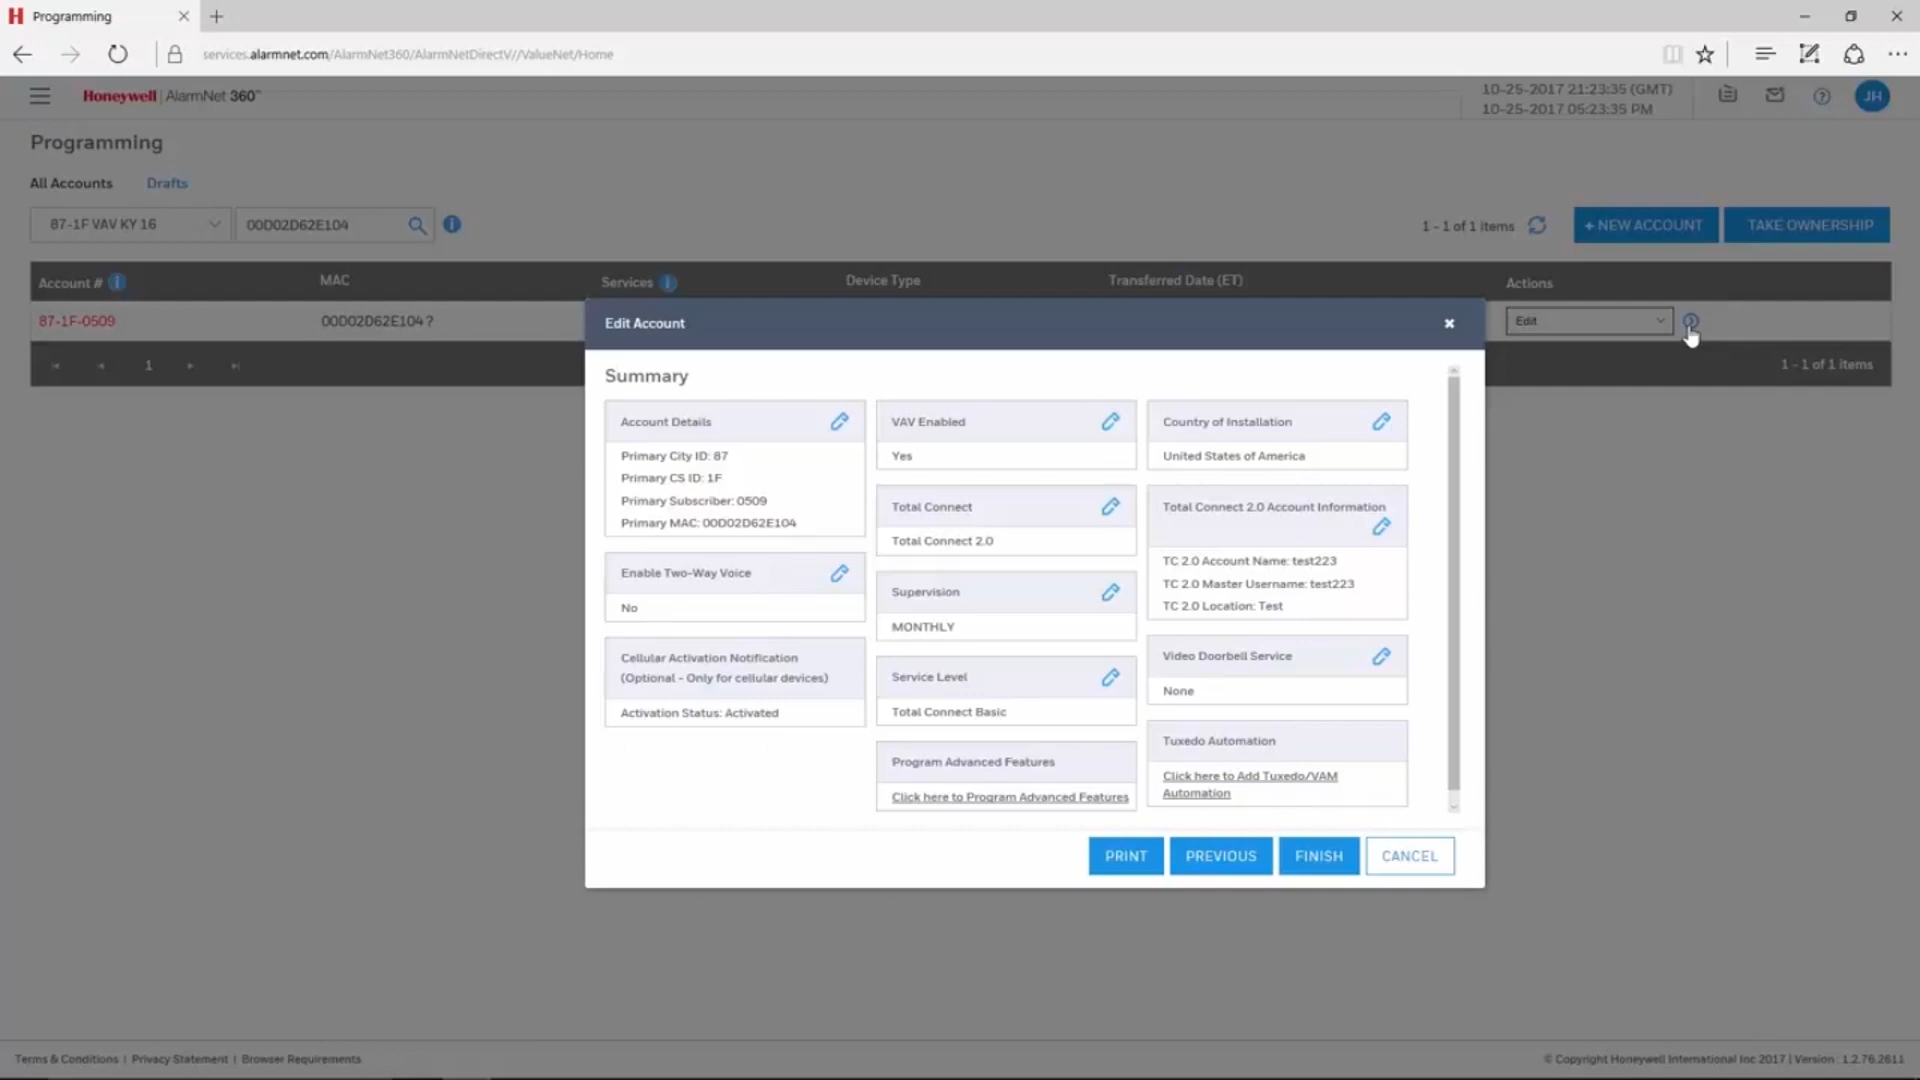 Programming
services.alarmnet.com/AlarmNet360/AlarmNetDirectV//ValueNet/Home
Honeywell | AlarmNet 360™
10-25-2017 21:23:35 (GMT)
10-25-2017 05:23:35 PM
JH
Programming
All Accounts Drafts
87-1F VAV KY 16 00D02D62E104
1 - 1 of 1 items
+ NEW ACCOUNT TAKE OWNERSHIP
Account # MAC Services Device Type Transferred Date (ET) Actions
87-1F-0509 00D02D62E104 ? Edit
1 1 - 1 of 1 items
Edit Account
Summary
Account Details
Primary City ID: 87
Primary CS ID: 1F
Primary Subscriber: 0509
Primary MAC: 00D02D62E104
Enable Two-Way Voice
No
Cellular Activation Notification
(Optional - Only for cellular devices)
Activation Status: Activated
VAV Enabled
Yes
Total Connect
Total Connect 2.0
Supervision
MONTHLY
Service Level
Total Connect Basic
Program Advanced Features
Click here to Program Advanced Features
Country of Installation
United States of America
Total Connect 2.0 Account Information
TC 2.0 Account Name: test223
TC 2.0 Master Username: test223
TC 2.0 Location: Test
Video Doorbell Service
None
Tuxedo Automation
Click here to Add Tuxedo/VAM
Automation
PRINT PREVIOUS FINISH CANCEL
Terms & Conditions | Privacy Statement | Browser Requirements
© Copyright Honeywell International Inc 2017 | Version : 1.2.76.2611